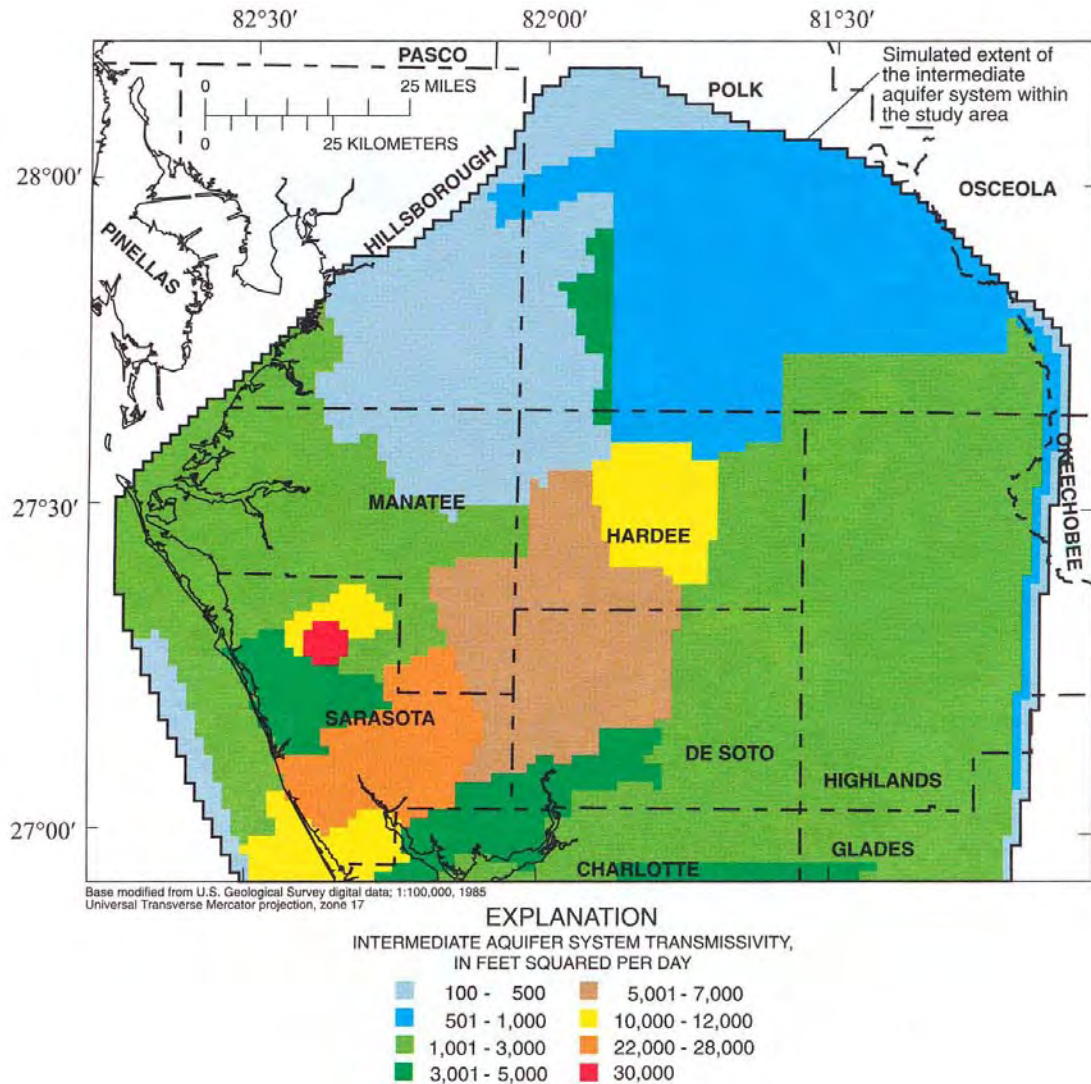 82°30′ 82°00′ 81°30′
PASCO
0 25 MILES
0 25 KILOMETERS
POLK
Simulated extent of
the intermediate
aquifer system within
the study area
28°00′
HILLSBOROUGH
OSCEOLA
PINELLAS
27°30′
MANATEE
HARDEE
OKEECHOBEE
SARASOTA
DE SOTO
HIGHLANDS
27°00′
GLADES
CHARLOTTE
Base modified from U.S. Geological Survey digital data; 1:100,000, 1985
Universal Transverse Mercator projection, zone 17
EXPLANATION
INTERMEDIATE AQUIFER SYSTEM TRANSMISSIVITY,
IN FEET SQUARED PER DAY
100 - 500
501 - 1,000
1,001 - 3,000
3,001 - 5,000
5,001 - 7,000
10,000 - 12,000
22,000 - 28,000
30,000